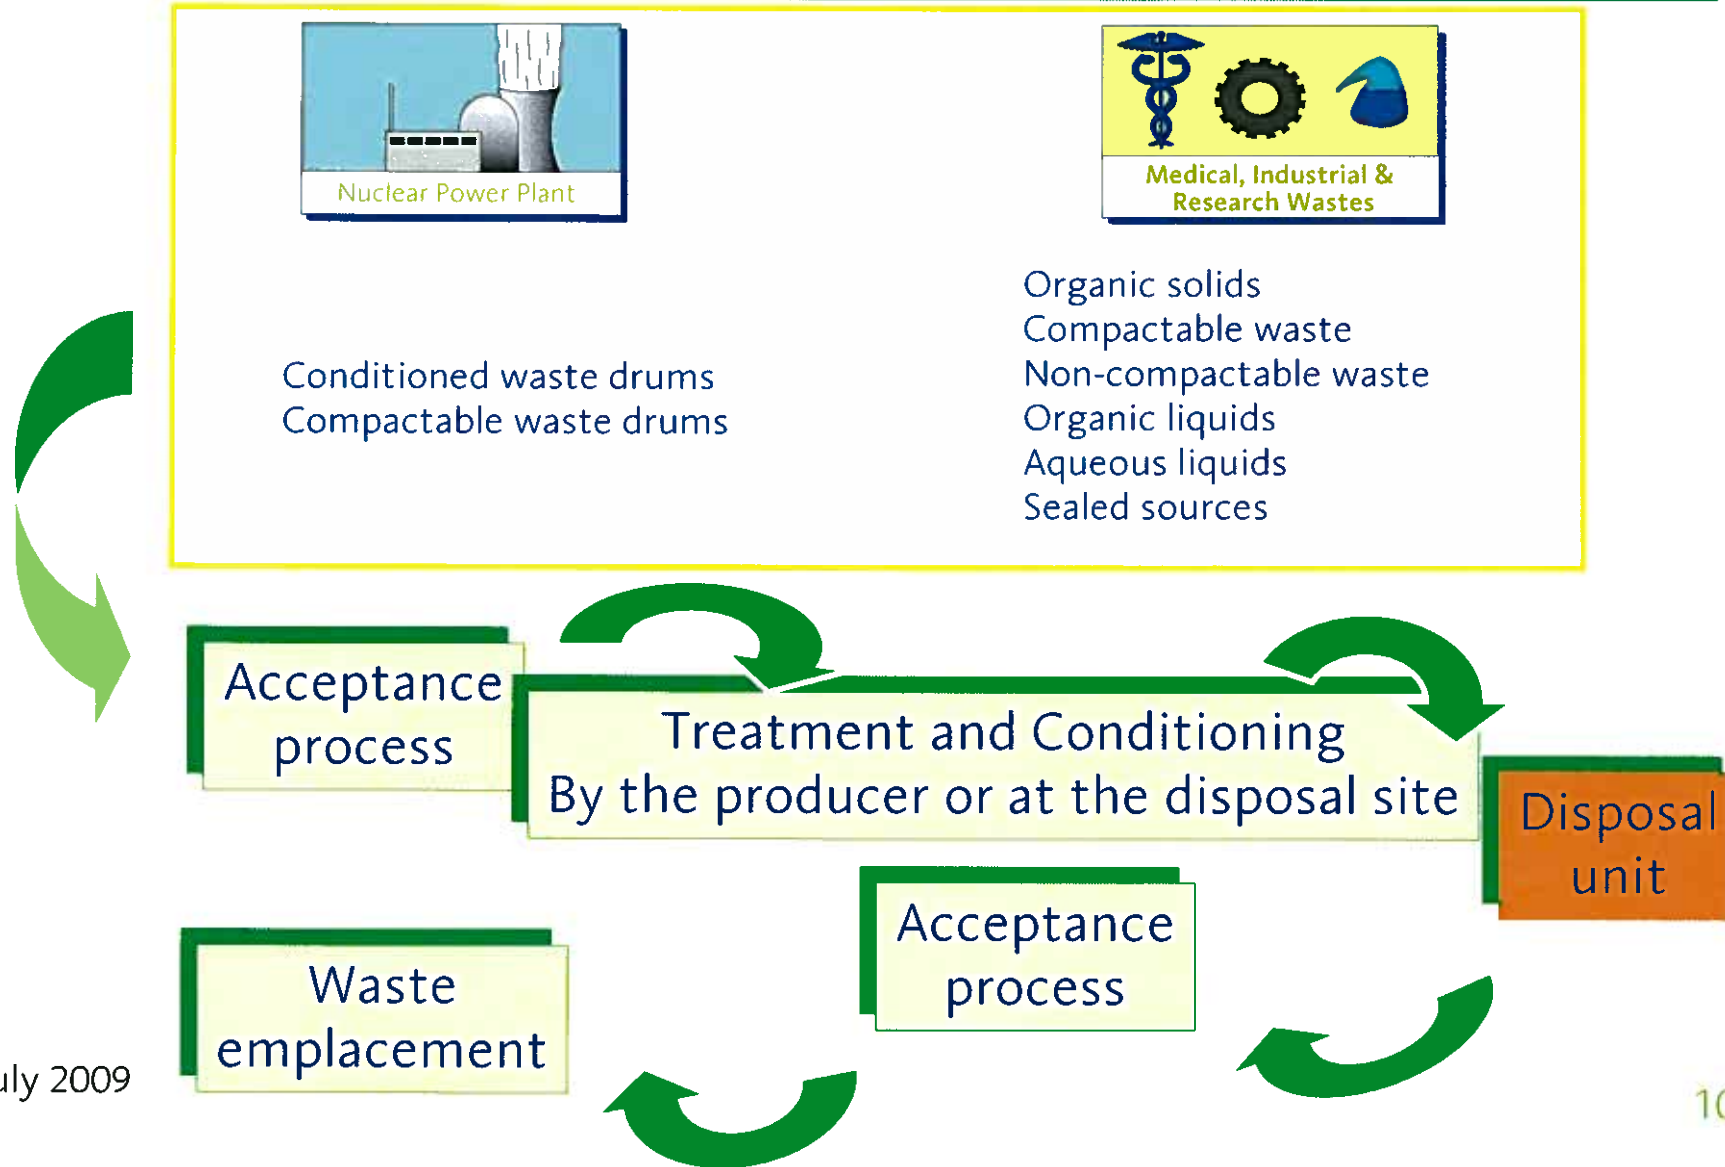 Nuclear Power Plant
Medical, Industrial &
Research Wastes
Conditioned waste drums
Compactable waste drums
Organic solids
Compactable waste
Non-compactable waste
Organic liquids
Aqueous liquids
Sealed sources
Acceptance
process
Treatment and Conditioning
By the producer or at the disposal site
Disposal
unit
Acceptance
process
Waste
emplacement
2009